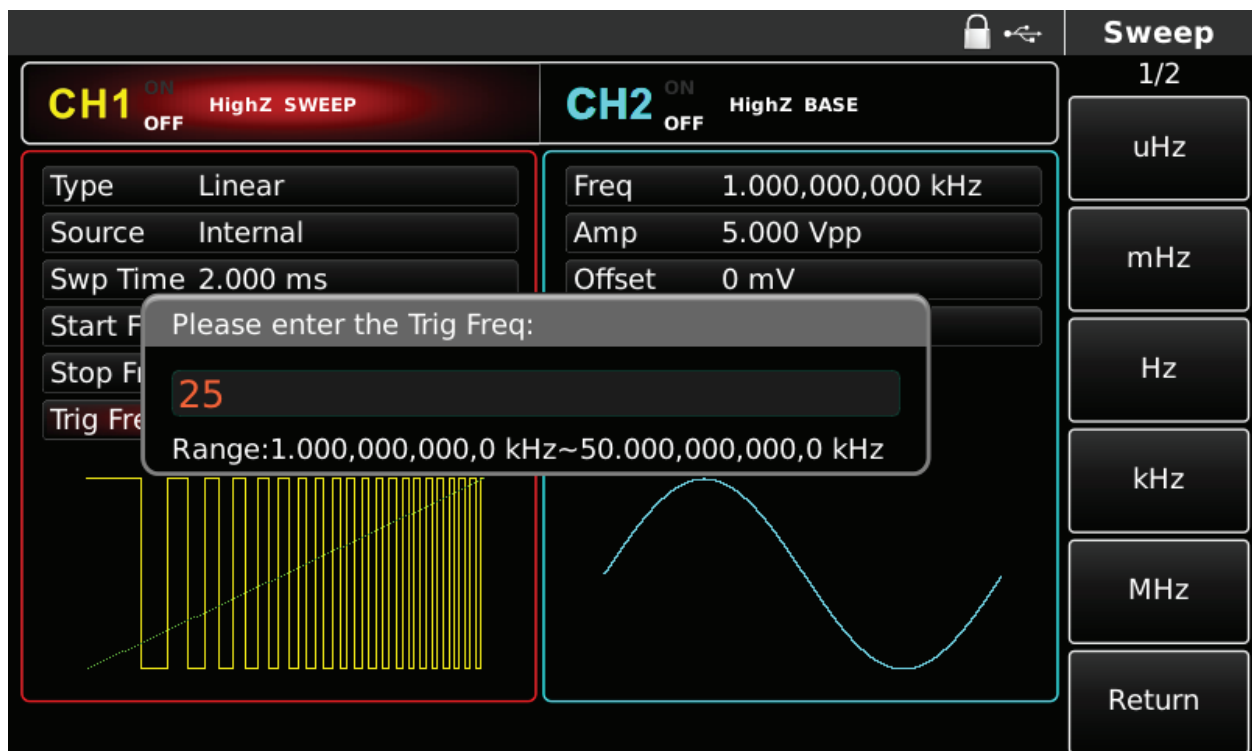 Sweep
1/2
CH1 ON OFF HighZ SWEEP
CH2 ON OFF HighZ BASE
Type Linear
Source Internal
Swp Time 2.000 ms
Start F
Stop
Trig Fre
Freq 1.000,000,000 kHz
Amp 5.000 Vpp
Offset 0 mV
Please enter the Trig Freq:
25
Range:1.000,000,000,0 kHz~50.000,000,000,0 kHz
uHz
mHz
Hz
kHz
MHz
Return